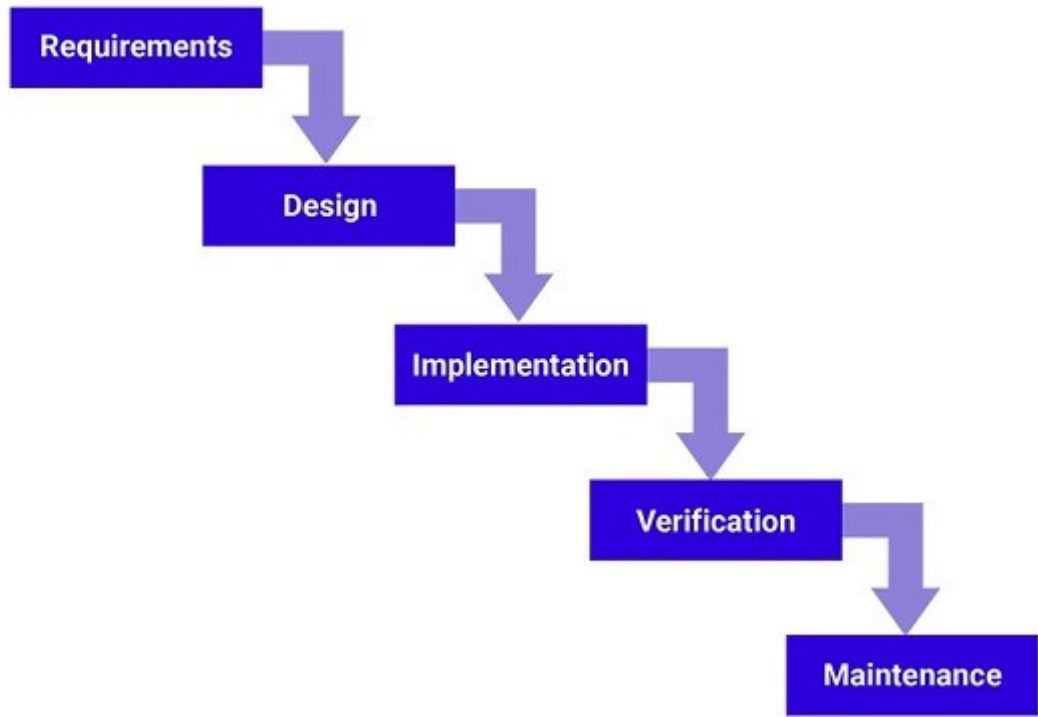 Requirements
Design
Implementation
Verification
Maintenance